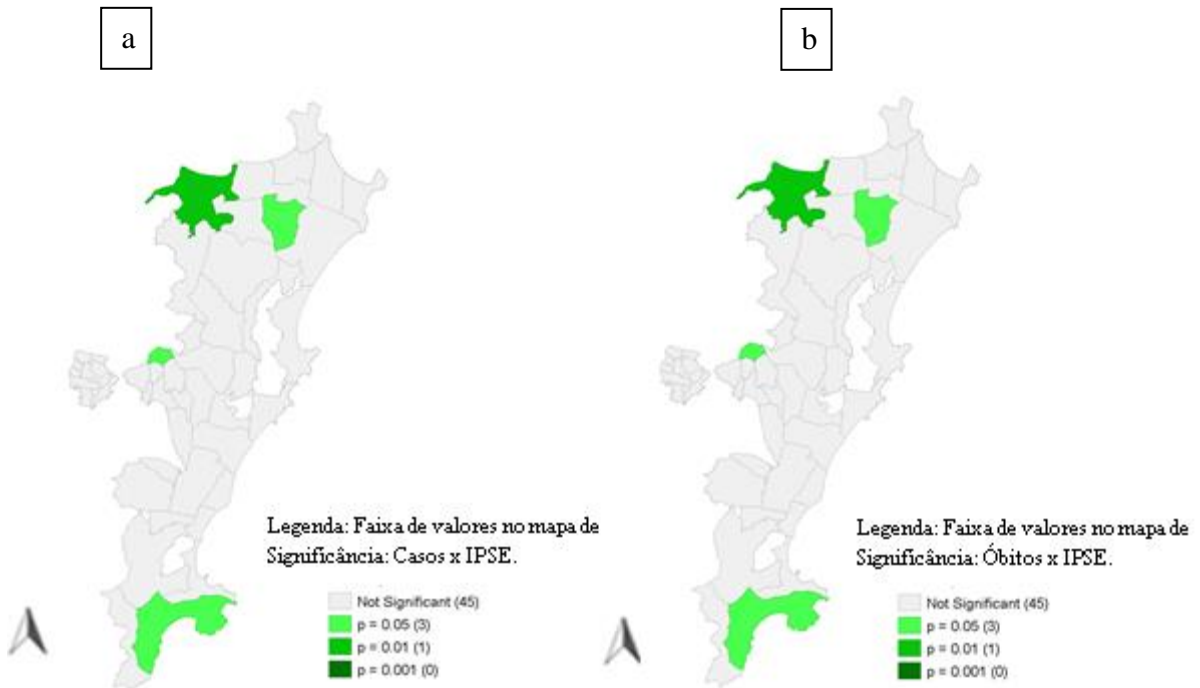 a
b
Legenda: Faixa de valores no mapa de
Significância: Casos x IPSE.
Not Significant (45)
p = 0.05 (3)
p = 0.01 (1)
p = 0.001 (0)
Legenda: Faixa de valores no mapa de
Significância: Óbitos x IPSE.
Not Significant (45)
p = 0.05 (3)
p = 0.01 (1)
p = 0.001 (0)